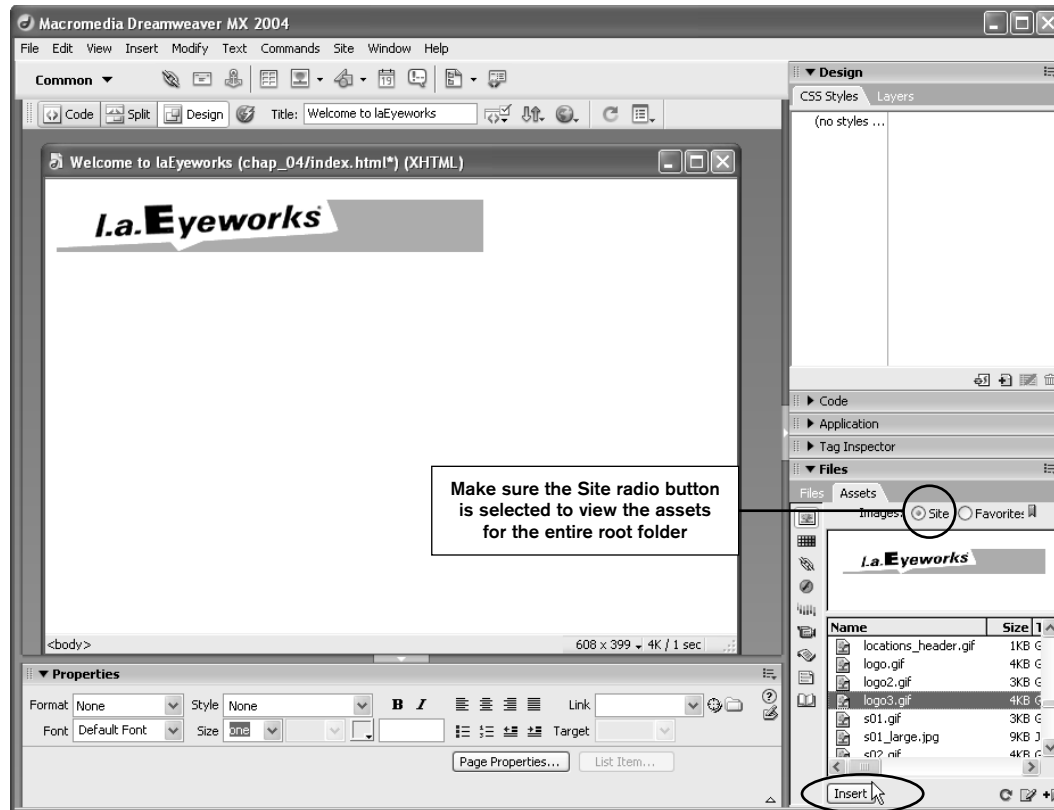 Macromedia Dreamweaver MX 2004
File Edit View Insert Modify Text Commands Site Window Help
Common
Code Split Design Title: Welcome to laEyeworks
Welcome to laEyeworks (chap_04/index.html*) (XHTML)
l.a.Eyeworks
<body> 608 x 399 4K / 1 sec
Properties
Format None Style None B I Link
Font Default Font Size Target
Page Properties... List Item...
Design
CSS Styles Layers
(no styles ...
Code
Application
Tag Inspector
Files
Files Assets
Images: Site Favorites
Make sure the Site radio button
is selected to view the assets
for the entire root folder
l.a.Eyeworks
Name Size
locations_header.gif 1KB G
logo.gif 4KB G
logo2.gif 3KB G
logo3.gif 4KB G
s01.gif 3KB G
s01_large.jpg 9KB J
s02.gif 4KB G
Insert